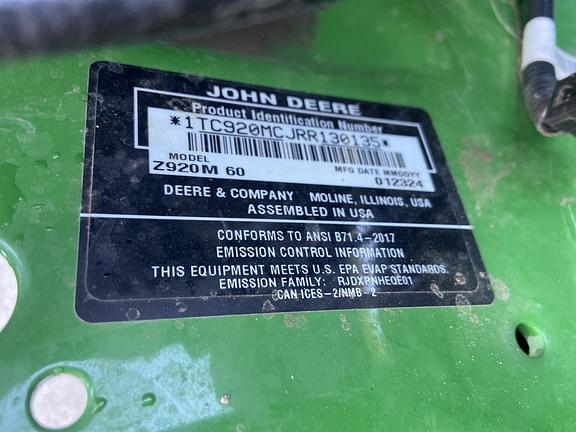 JOHN DEERE
Product Identification Number
*1TC920MCJRR130135*
MODEL MFG DATE MMDDYY
Z920M 60 012324
DEERE & COMPANY MOLINE, ILLINOIS, USA
ASSEMBLED IN USA
CONFORMS TO ANSI B71.4-2017
EMISSION CONTROL INFORMATION
THIS EQUIPMENT MEETS U.S. EPA EVAP STANDARDS.
EMISSION FAMILY: RJDXPNHEQE01
CAN ICES-2/NMB-2